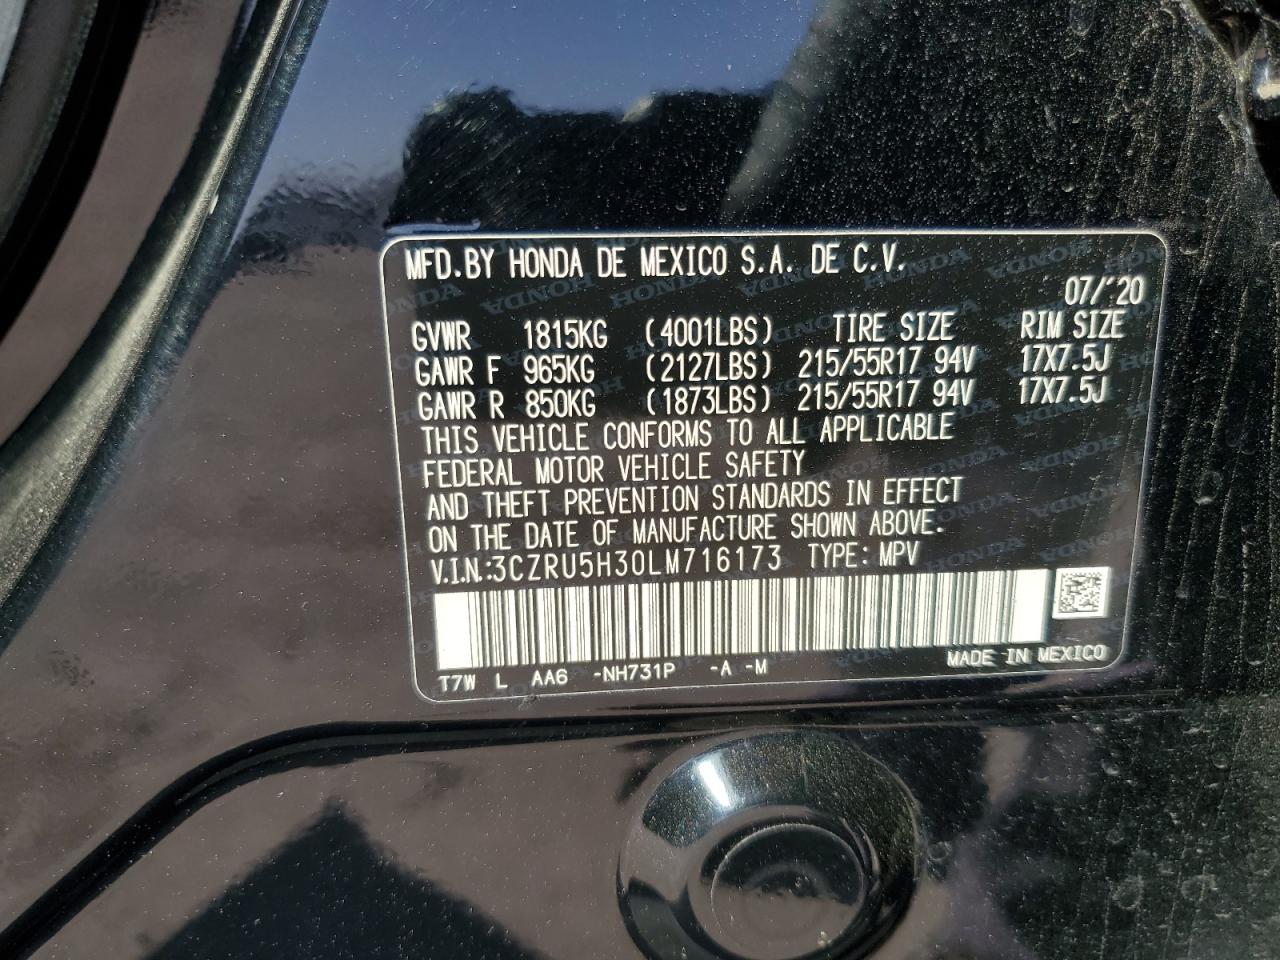 MFD.BY HONDA DE MEXICO S.A. DE C.V.
07/'20
GVWR 1815KG (4001LBS) TIRE SIZE RIM SIZE
GAWR F 965KG (2127LBS) 215/55R17 94V 17X7.5J
GAWR R 850KG (1873LBS) 215/55R17 94V 17X7.5J
THIS VEHICLE CONFORMS TO ALL APPLICABLE
FEDERAL MOTOR VEHICLE SAFETY
AND THEFT PREVENTION STANDARDS IN EFFECT
ON THE DATE OF MANUFACTURE SHOWN ABOVE.
V.I.N.:3CZRU5H30LM716173 TYPE: MPV
T7W L AA6 -NH731P -A -M MADE IN MEXICO